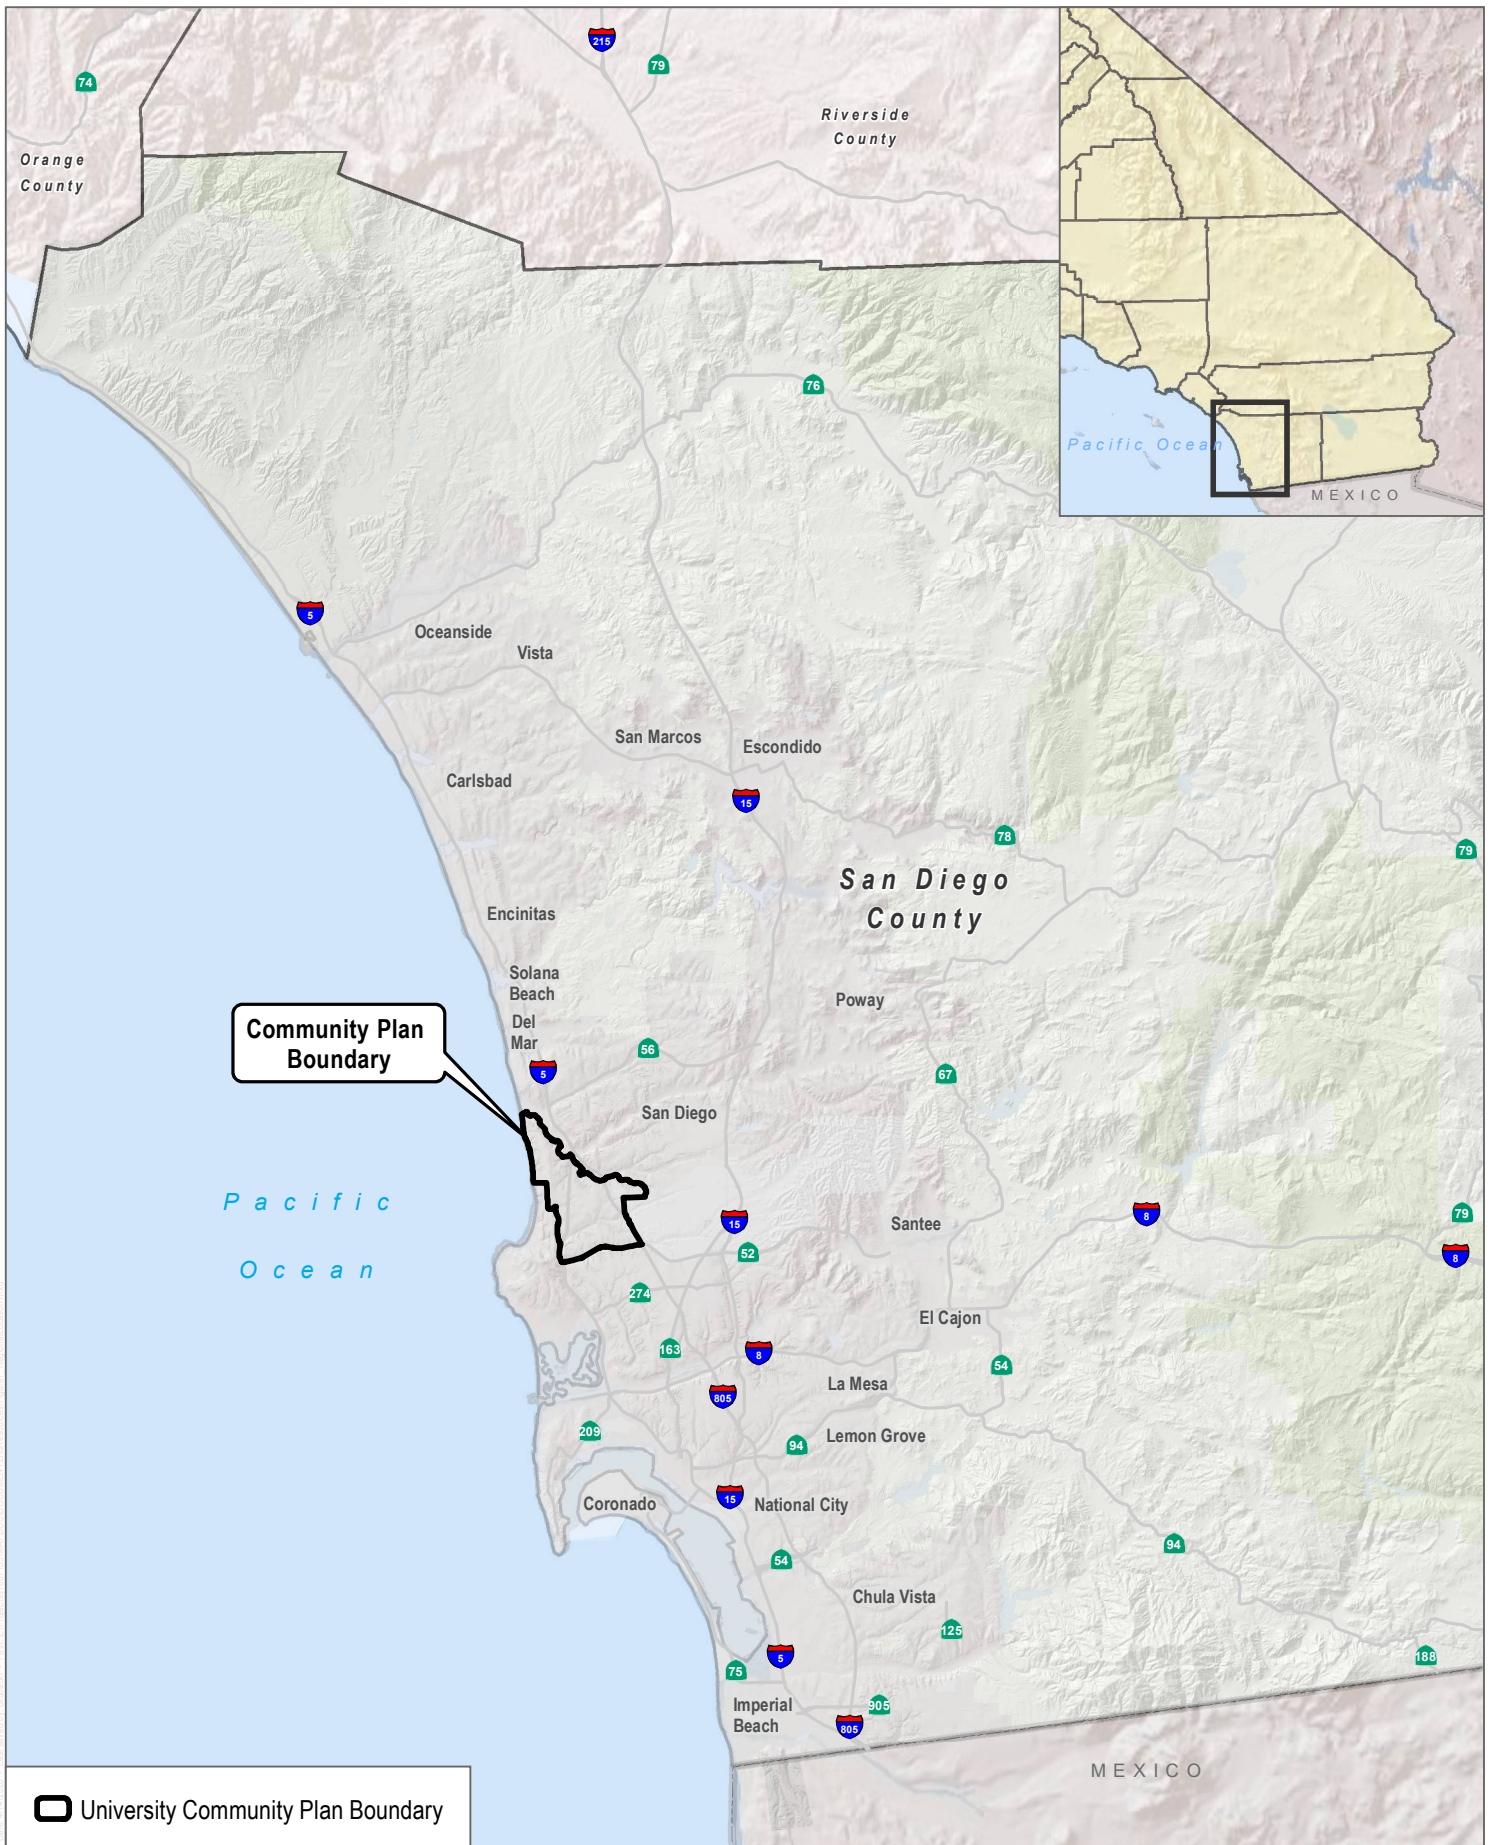 215
79
74
Riverside
County
Orange
County
76
Pacific Ocean
MEXICO
5
Oceanside
Vista
San Marcos
Escondido
Carlsbad
15
78
79
San Diego
County
Encinitas
Solana
Beach
Poway
Del
Mar
Community Plan
Boundary
56
5
67
San Diego
Pacific
Ocean
15
Santee
8
79
52
8
274
El Cajon
163
8
54
La Mesa
805
209
94
Lemon Grove
15
Coronado
National City
94
54
Chula Vista
125
5
188
75
Imperial
Beach
905
805
MEXICO
University Community Plan Boundary